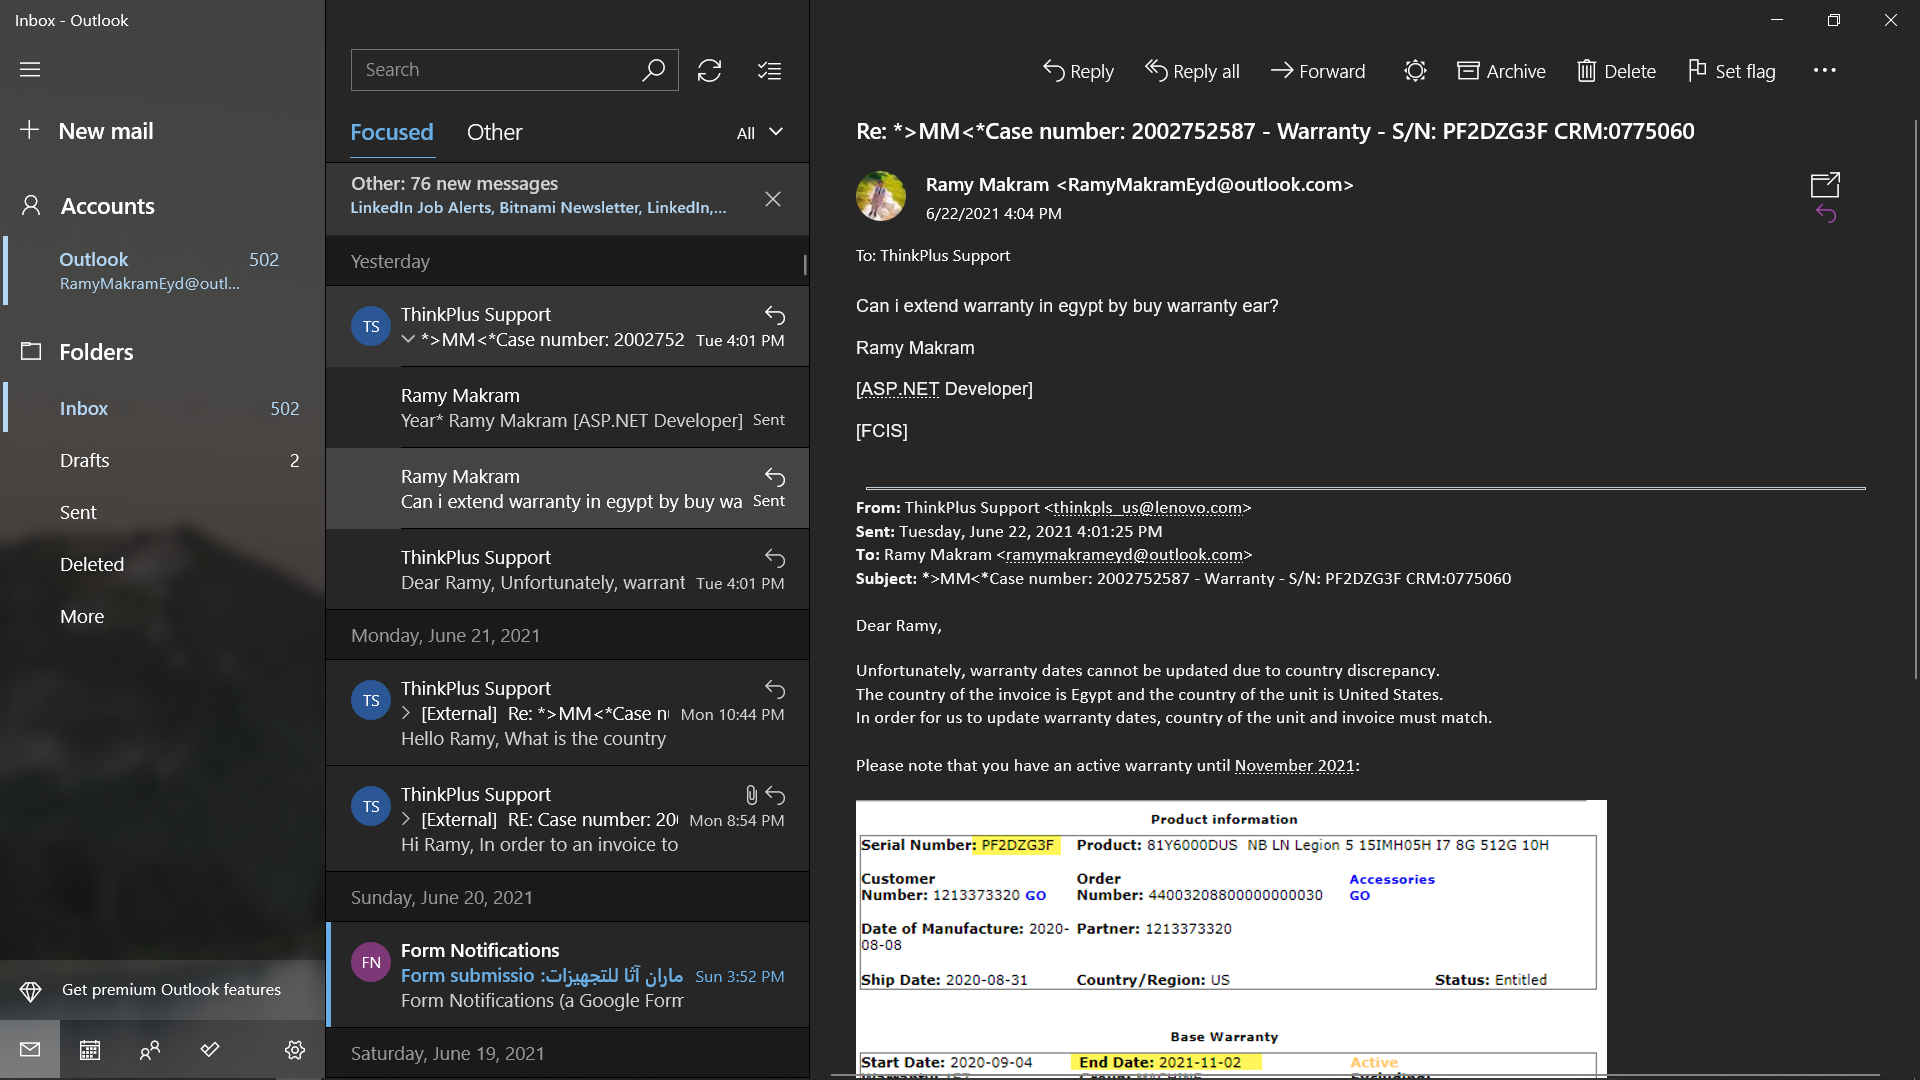 Inbox - Outlook
New mail
Accounts
Outlook 502
RamyMakramEyd@outl...
Folders
Inbox 502
Drafts 2
Sent
Deleted
More
Get premium Outlook features
Search
Focused Other All
Other: 76 new messages
LinkedIn Job Alerts, Bitnami Newsletter, LinkedIn,...
Yesterday
TS ThinkPlus Support
*>MM<*Case number: 2002752 Tue 4:01 PM
Ramy Makram
Year* Ramy Makram [ASP.NET Developer] Sent
Ramy Makram
Can i extend warranty in egypt by buy wa Sent
ThinkPlus Support
Dear Ramy, Unfortunately, warrant Tue 4:01 PM
Monday, June 21, 2021
TS ThinkPlus Support
[External] Re: *>MM<*Case nu Mon 10:44 PM
Hello Ramy, What is the country
TS ThinkPlus Support
[External] RE: Case number: 200 Mon 8:54 PM
Hi Ramy, In order to an invoice to
Sunday, June 20, 2021
FN Form Notifications
Form submissio :ماران آثا للتجهيزات Sun 3:52 PM
Form Notifications (a Google Form
Saturday, June 19, 2021
Reply Reply all Forward Archive Delete Set flag
Re: *>MM<*Case number: 2002752587 - Warranty - S/N: PF2DZG3F CRM:0775060
Ramy Makram <RamyMakramEyd@outlook.com>
6/22/2021 4:04 PM
To: ThinkPlus Support
Can i extend warranty in egypt by buy warranty ear?
Ramy Makram
[ASP.NET Developer]
[FCIS]
From: ThinkPlus Support <thinkpls_us@lenovo.com>
Sent: Tuesday, June 22, 2021 4:01:25 PM
To: Ramy Makram <ramymakrameyd@outlook.com>
Subject: *>MM<*Case number: 2002752587 - Warranty - S/N: PF2DZG3F CRM:0775060
Dear Ramy,
Unfortunately, warranty dates cannot be updated due to country discrepancy.
The country of the invoice is Egypt and the country of the unit is United States.
In order for us to update warranty dates, country of the unit and invoice must match.
Please note that you have an active warranty until November 2021:
Product information
Serial Number: PF2DZG3F Product: 81Y6000DUS NB LN Legion 5 15IMH05H I7 8G 512G 10H
Customer Order Accessories
Number: 1213373320 GO Number: 44003208800000000030 GO
Date of Manufacture: 2020- Partner: 1213373320
08-08
Ship Date: 2020-08-31 Country/Region: US Status: Entitled
Base Warranty
Start Date: 2020-09-04 End Date: 2021-11-02 Active